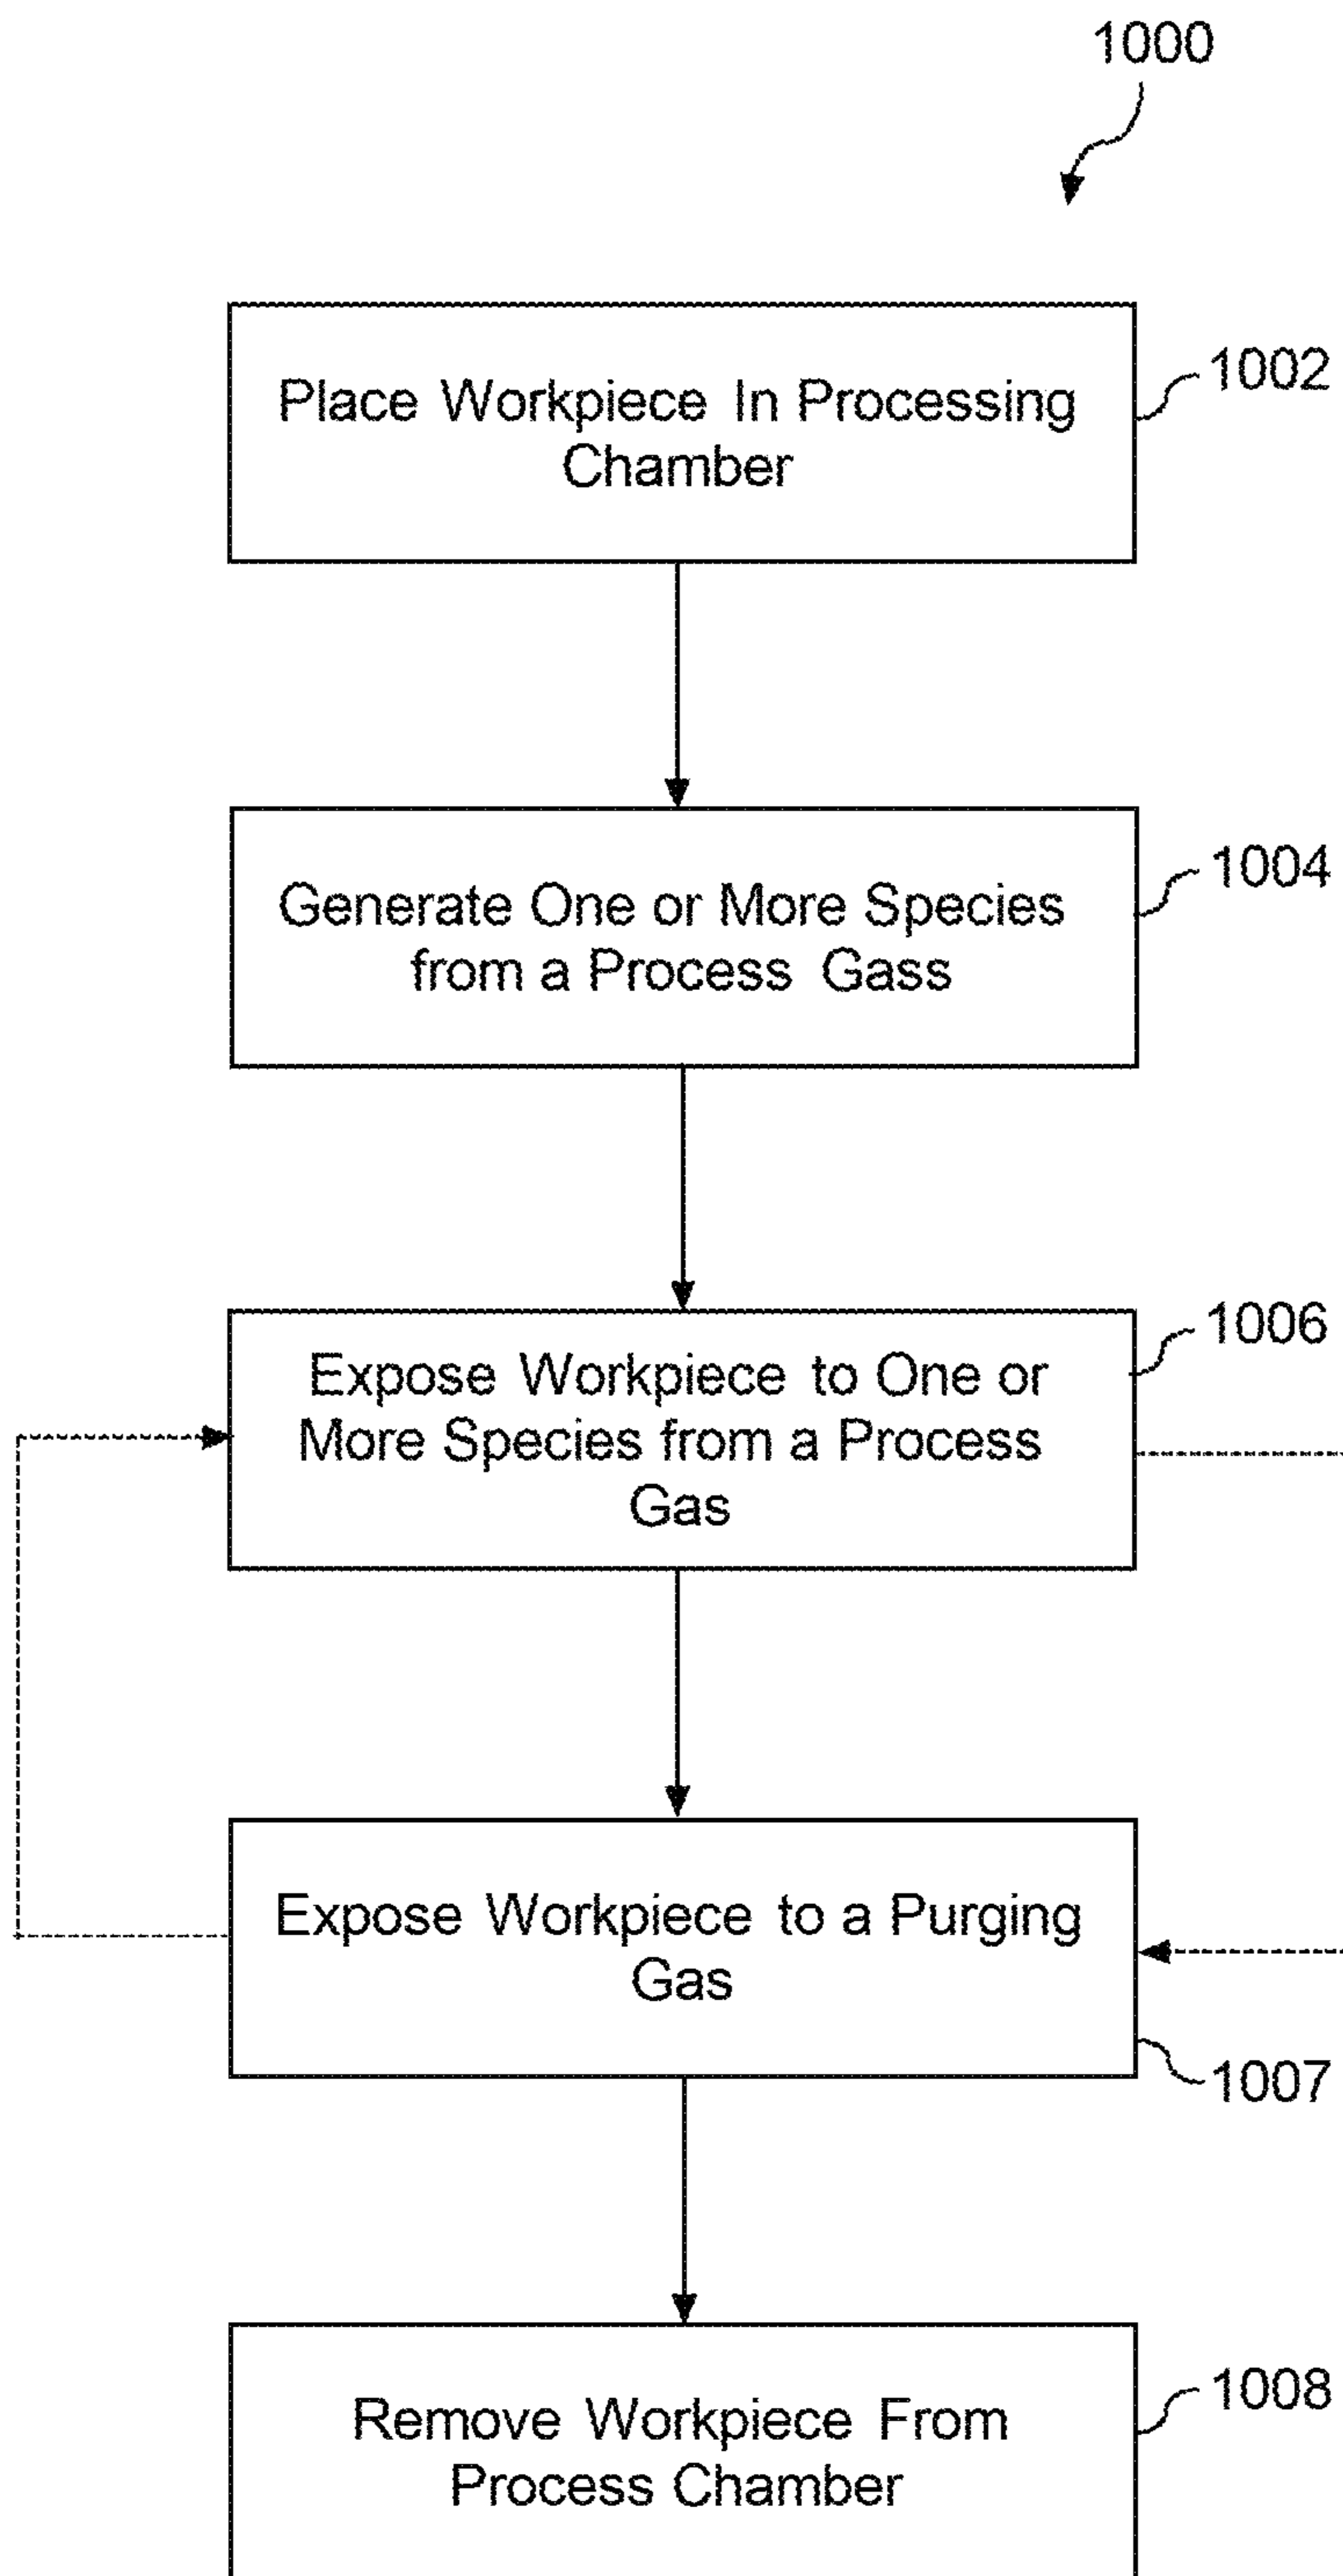 1000
Place Workpiece In Processing
Chamber
1002
Generate One or More Species
from a Process Gass
1004
Expose Workpiece to One or
More Species from a Process
Gas
1006
Expose Workpiece to a Purging
Gas
1007
Remove Workpiece From
Process Chamber
1008